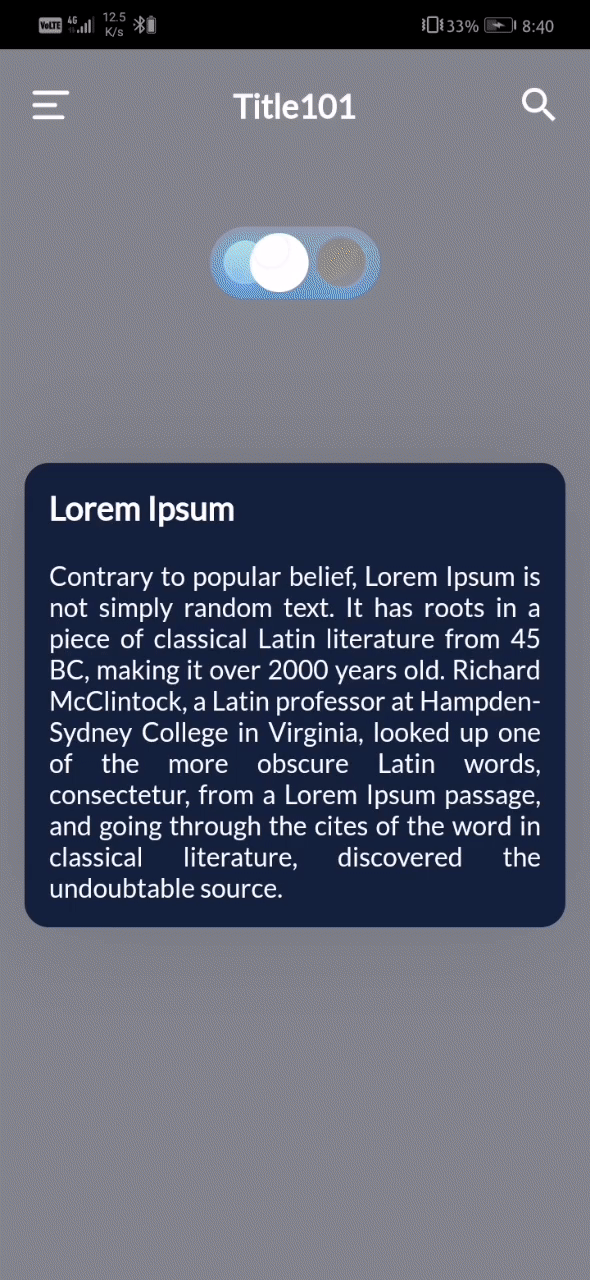 VoLTE 4G 12.5 K/s 33% 8:40
Title101
Lorem Ipsum
Contrary to popular belief, Lorem Ipsum is
not simply random text. It has roots in a
piece of classical Latin literature from 45
BC, making it over 2000 years old. Richard
McClintock, a Latin professor at Hampden-
Sydney College in Virginia, looked up one
of the more obscure Latin words,
consectetur, from a Lorem Ipsum passage,
and going through the cites of the word in
classical literature, discovered the
undoubtable source.